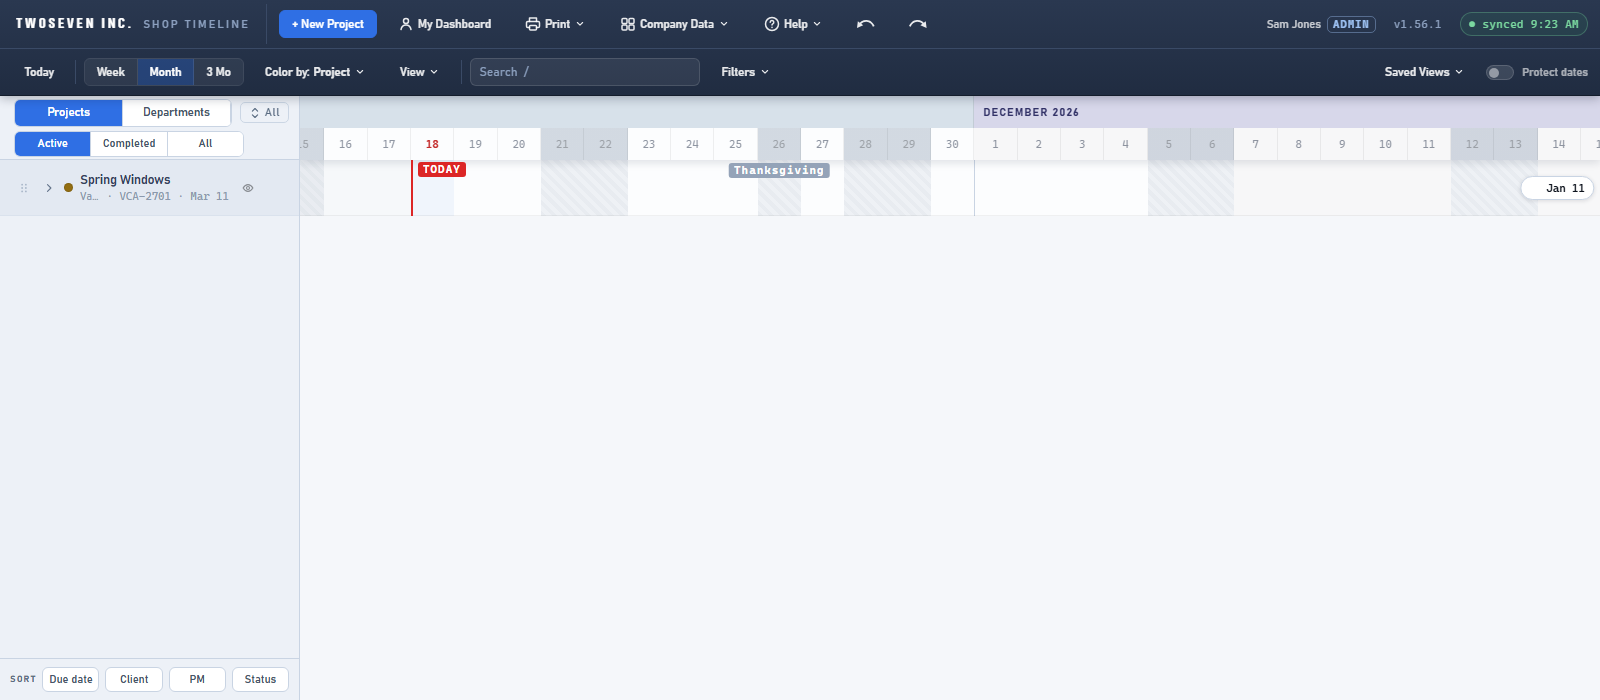 TWOSEVEN INC. SHOP TIMELINE + New Project My Dashboard Print Company Data Help Sam Jones ADMIN v1.56.1 synced 9:23 AM
Today Week Month 3 Mo Color by: Project View Search / Filters Saved Views Protect dates
Projects Departments All DECEMBER 2026
Active Completed All 16 17 18 19 20 21 22 23 24 25 26 27 28 29 30 1 2 3 4 5 6 7 8 9 10 11 12 13 14
TODAY Thanksgiving
Spring Windows
Va… · VCA-2701 · Mar 11 Jan 11
SORT Due date Client PM Status